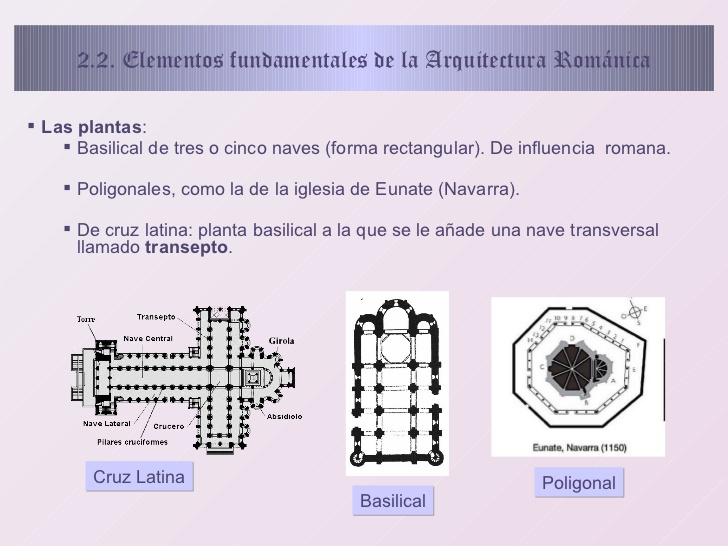 2.2. Elementos fundamentales de la Arquitectura Románica
▪ Las plantas:
▪ Basilical de tres o cinco naves (forma rectangular). De influencia romana.
▪ Poligonales, como la de la iglesia de Eunate (Navarra).
▪ De cruz latina: planta basilical a la que se le añade una nave transversal
llamado transepto.
Torre
Transepto
Nave Central
Girola
Nave Lateral
Crucero
Absidiolo
Pilares cruciformes
Cruz Latina
Basilical
E
O
S
C
D
A
B
Eunate, Navarra (1150)
Poligonal